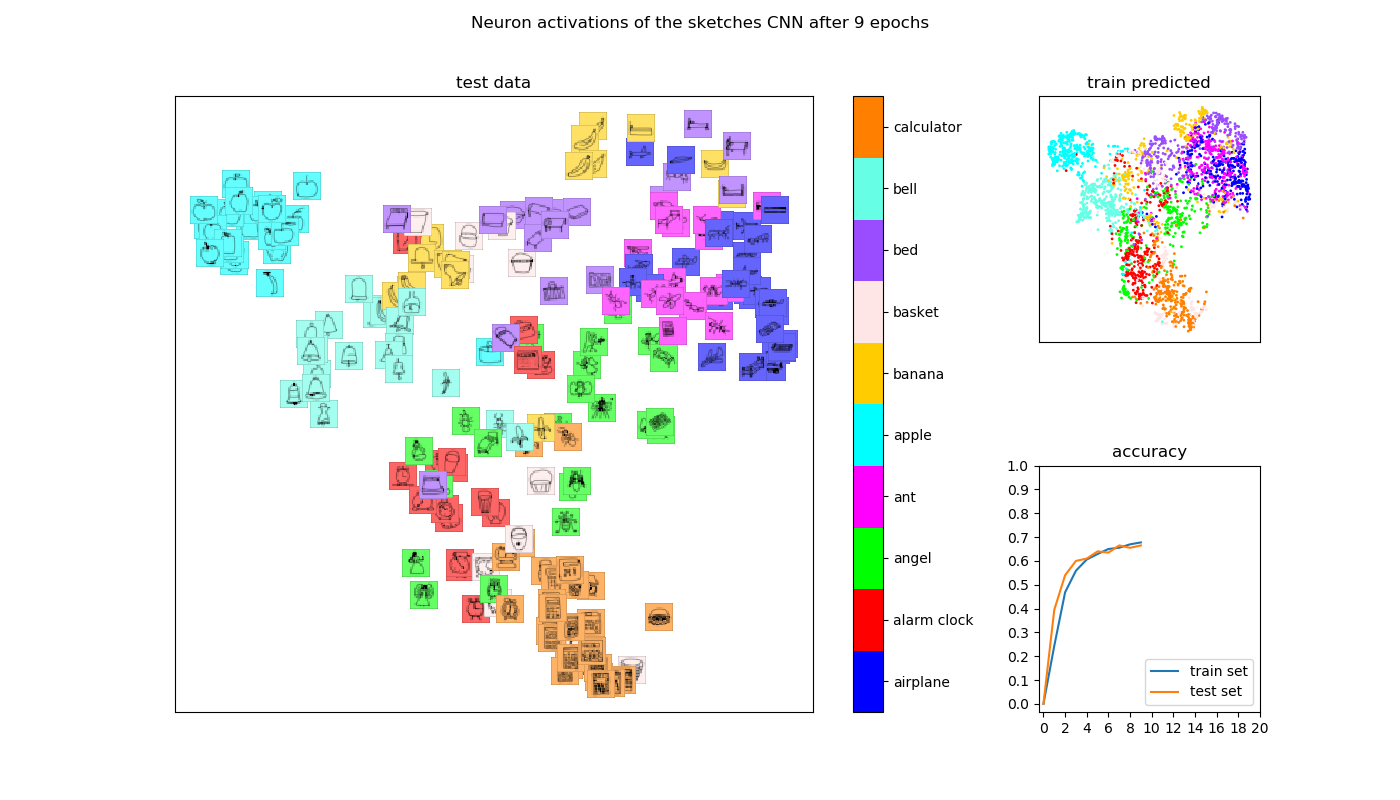 Neuron activations of the sketches CNN after 9 epochs
test data
calculator
bell
bed
basket
banana
apple
ant
angel
alarm clock
airplane
train predicted
accuracy
1.0
0.9
0.8
0.7
0.6
0.5
0.4
0.3
0.2
0.1
0.0
train set
test set
0 2 4 6 8 10 12 14 16 18 20